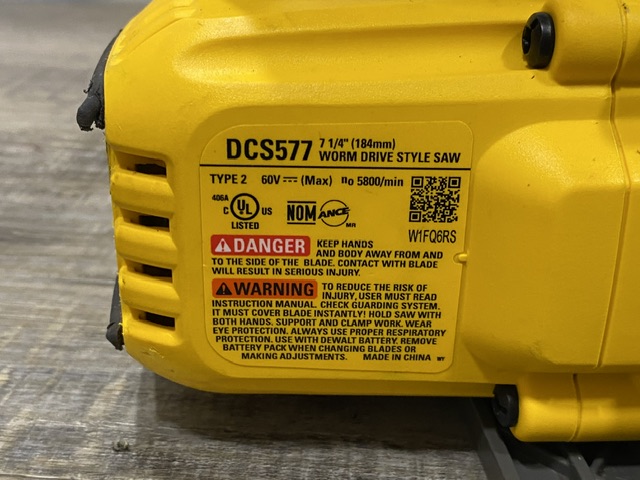 DCS577 7 1/4" (184mm)
WORM DRIVE STYLE SAW
TYPE 2 60V⎓(Max) no 5800/min
406A
C UL US
LISTED
NOM ANCE
MR
W1FQ6RS
DANGER KEEP HANDS
AND BODY AWAY FROM AND
TO THE SIDE OF THE BLADE. CONTACT WITH BLADE
WILL RESULT IN SERIOUS INJURY.
WARNING TO REDUCE THE RISK OF
INJURY, USER MUST READ
INSTRUCTION MANUAL. CHECK GUARDING SYSTEM,
IT MUST COVER BLADE INSTANTLY! HOLD SAW WITH
BOTH HANDS. SUPPORT AND CLAMP WORK. WEAR
EYE PROTECTION. ALWAYS USE PROPER RESPIRATORY
PROTECTION. USE WITH DEWALT BATTERY. REMOVE
BATTERY PACK WHEN CHANGING BLADES OR
MAKING ADJUSTMENTS. MADE IN CHINA